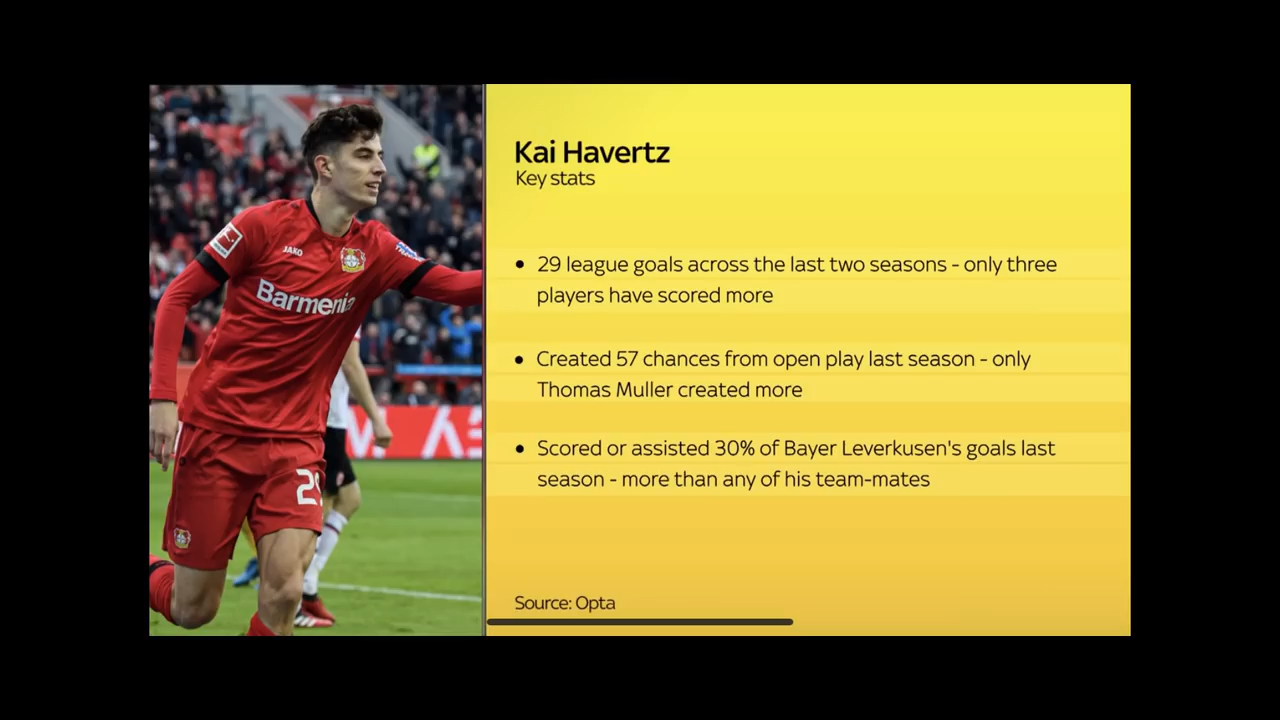 Kai Havertz
Key stats
• 29 league goals across the last two seasons - only three
players have scored more
• Created 57 chances from open play last season - only
Thomas Muller created more
• Scored or assisted 30% of Bayer Leverkusen's goals last
season - more than any of his team-mates
Source: Opta
JAKO
Barmenia
29